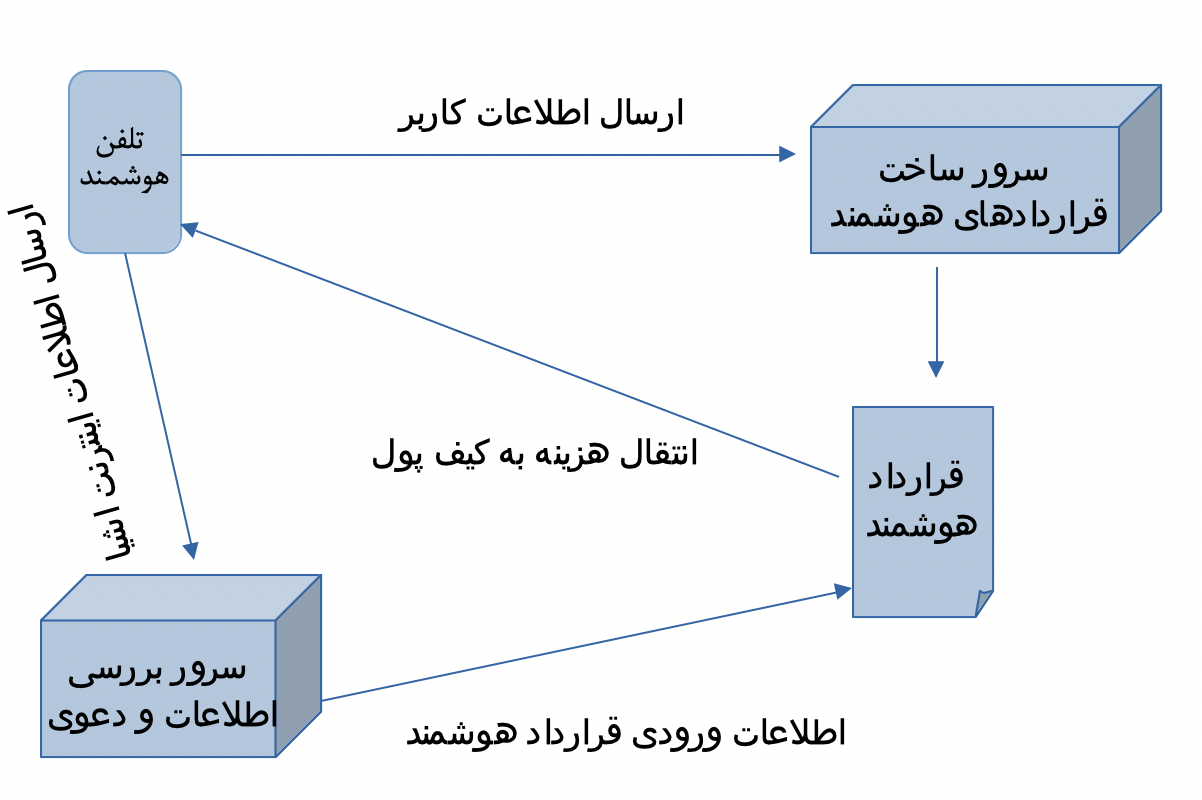 ارسال اطلاعات کاربر
تلفن
هوشمند
سرور ساخت
قراردادهای هوشمند
ارسال اطلاعات اینترنت اشیا
انتقال هزینه به کیف پول
قرارداد
هوشمند
سرور بررسی
اطلاعات و دعوی
اطلاعات ورودی قرارداد هوشمند